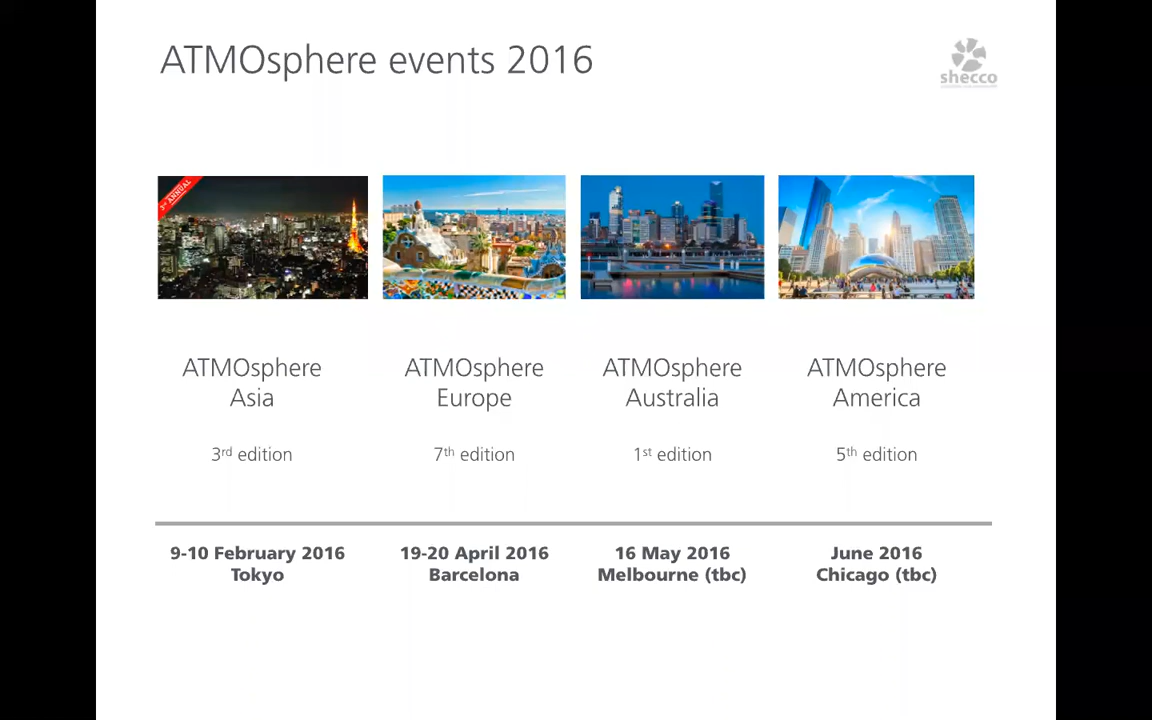 ATMOsphere events 2016
shecco
3RD ANNUAL
ATMOsphere
Asia
ATMOsphere
Europe
ATMOsphere
Australia
ATMOsphere
America
3rd edition
7th edition
1st edition
5th edition
9-10 February 2016
Tokyo
19-20 April 2016
Barcelona
16 May 2016
Melbourne (tbc)
June 2016
Chicago (tbc)